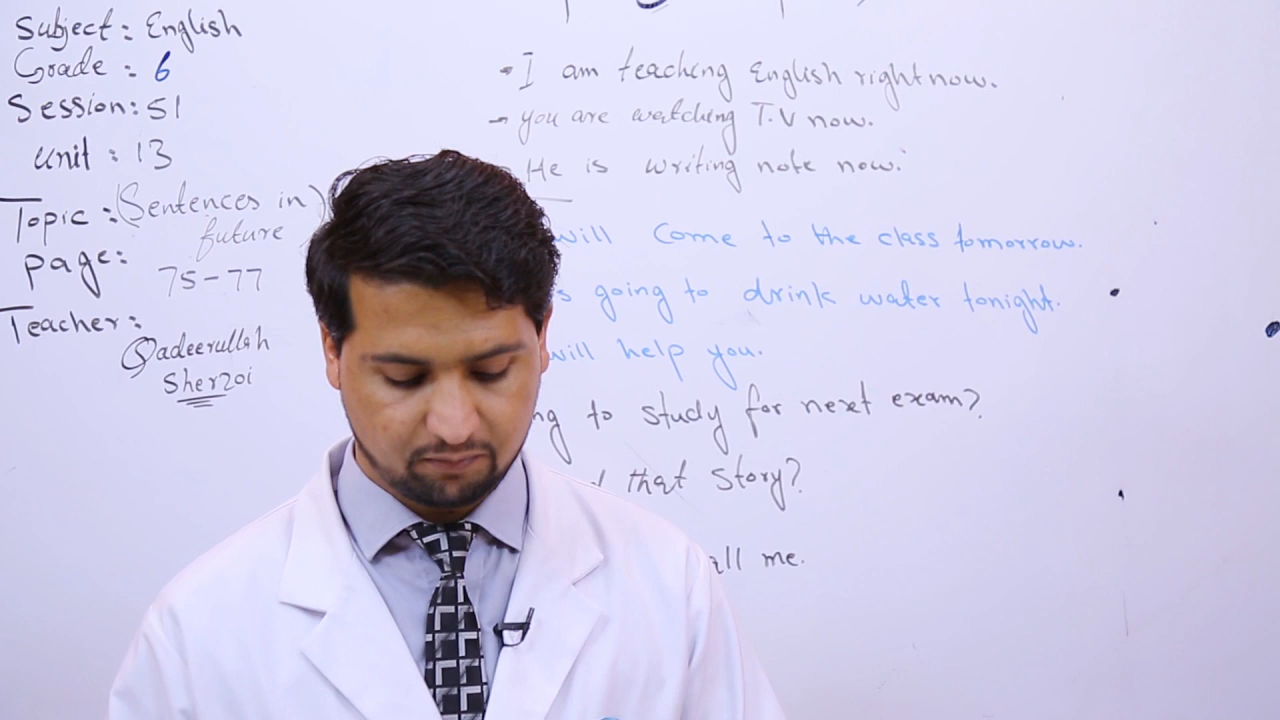 Subject: English
Grade : 6
Session: 51
Unit : 13
Topic :(Sentences in)
future
page:
75-77
Teacher:
Qadeerullah
Sherzoi
- I am teaching English right now.
- you are watching T.V now.
He is writing note now.
will come to the class tomorrow.
s going to drink water tonight.
will help you.
ng to study for next exam?
that story?
all me.